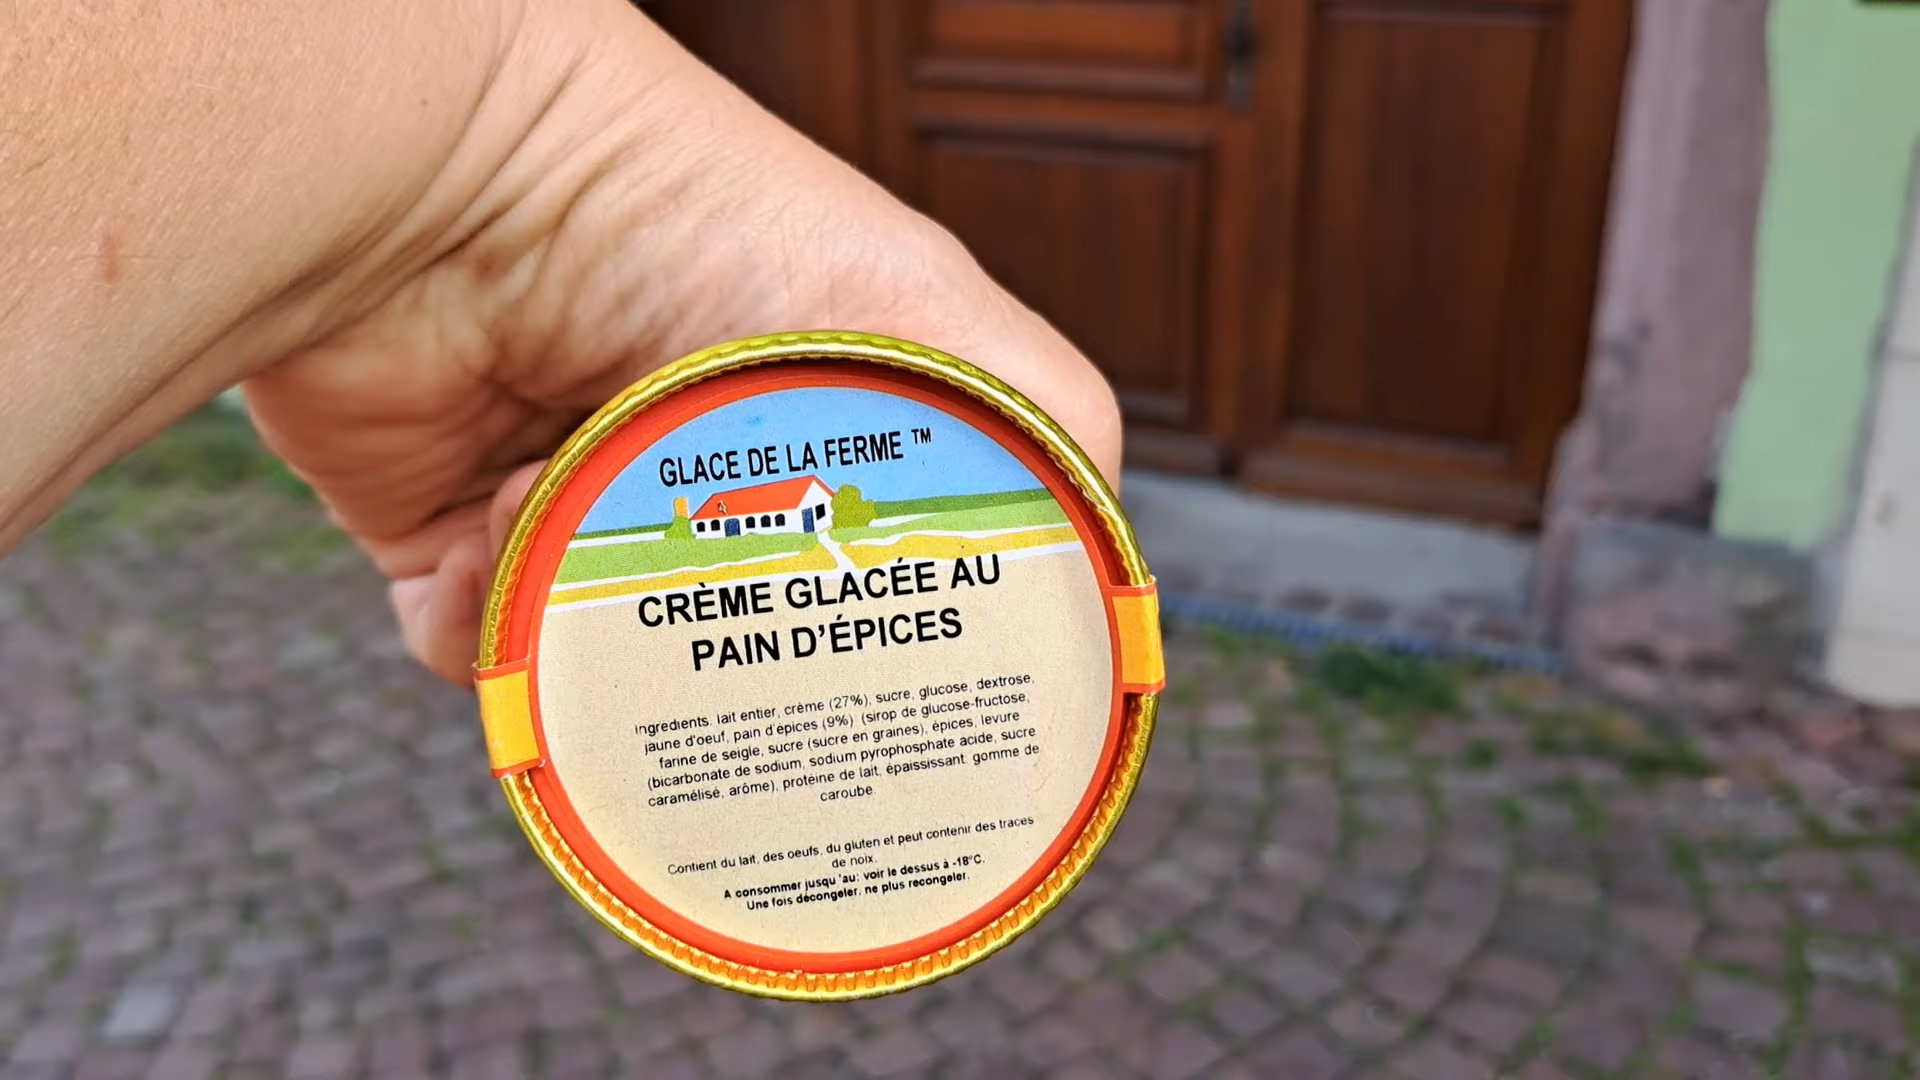 GLACE DE LA FERME ™
CRÈME GLACÉE AU
PAIN D'ÉPICES
Ingredients. lait entier, crème (27%), sucre, glucose, dextrose,
jaune d'oeuf, pain d'épices (9%) (sirop de glucose-fructose,
farine de seigle, sucre (sucre en graines), épices, levure
(bicarbonate de sodium, sodium pyrophosphate acide, sucre
caramélisé, arôme), protéine de lait, épaississant. gomme de
caroube.
Contient du lait, des oeufs, du gluten et peut contenir des traces
de noix.
A consommer jusqu 'au: voir le dessus à -18°C.
Une fois décongeler, ne plus recongeler.